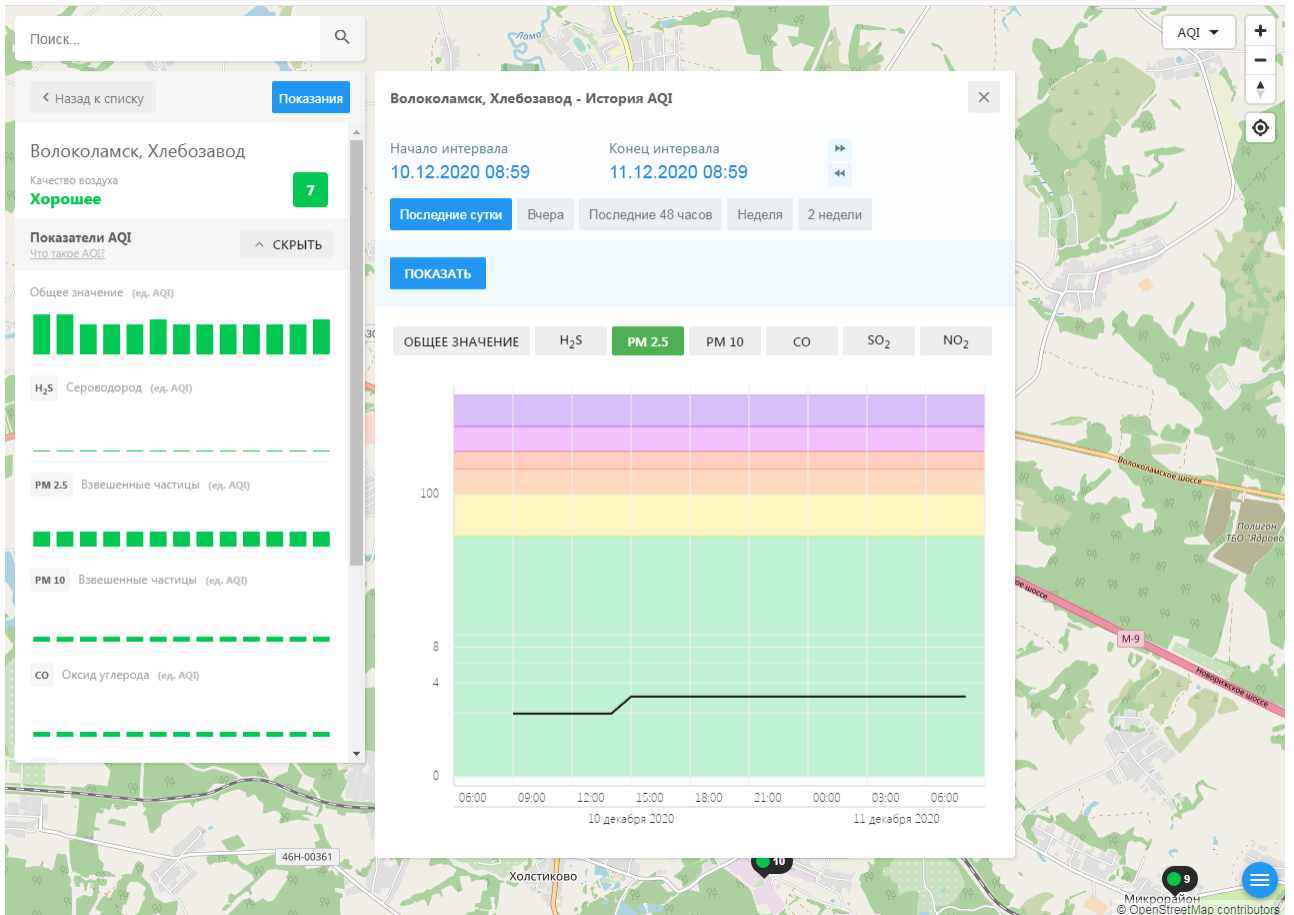 Поиск...
Ломо
AQI
Назад к списку
Показания
Волоколамск, Хлебозавод
Качество воздуха
Хорошее
7
Показатели AQI
Что такое AQI?
СКРЫТЬ
Общее значение (ед. AQI)
H2S Сероводород (ед. AQI)
PM 2.5 Взвешенные частицы (ед. AQI)
PM 10 Взвешенные частицы (ед. AQI)
CO Оксид углерода (ед. AQI)
Волоколамск, Хлебозавод - История AQI
Начало интервала
10.12.2020 08:59
Конец интервала
11.12.2020 08:59
Последние сутки
Вчера
Последние 48 часов
Неделя
2 недели
ПОКАЗАТЬ
ОБЩЕЕ ЗНАЧЕНИЕ
H2S
PM 2.5
PM 10
CO
SO2
NO2
100
8
4
0
06:00 09:00 12:00 15:00 18:00 21:00 00:00 03:00 06:00
10 декабря 2020 11 декабря 2020
Волоколамское шоссе
Полигон
ТБО "Ядрово
М-9
Новорижское шоссе
46Н-00361
10
Холстиково
9
Микрорайон
© OpenStreetMap contributors